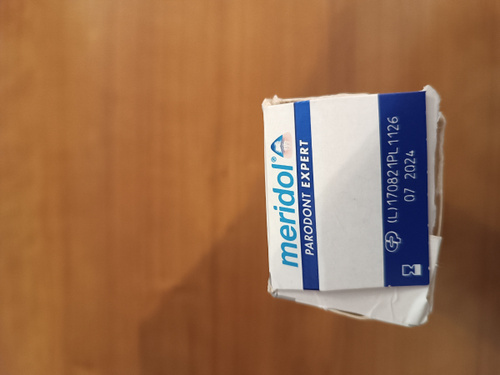 meridol®
PARODONT EXPERT
(L)170821PL1126
07 2024